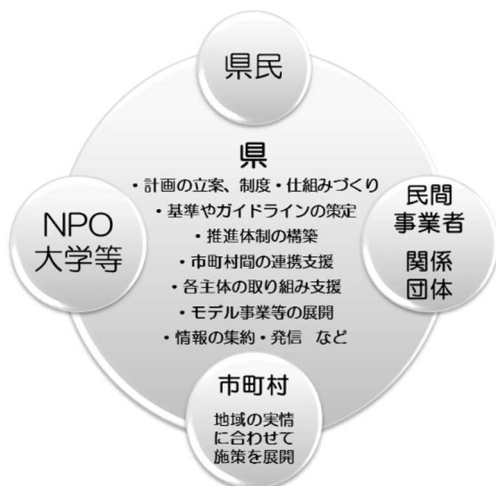 県民
県
・計画の立案、制度・仕組みづくり
・基準やガイドラインの策定
・推進体制の構築
・市町村間の連携支援
・各主体の取り組み支援
・モデル事業等の展開
・情報の集約・発信　など
NPO
大学等
民間
事業者
関係
団体
市町村
地域の実情
に合わせて
施策を展開